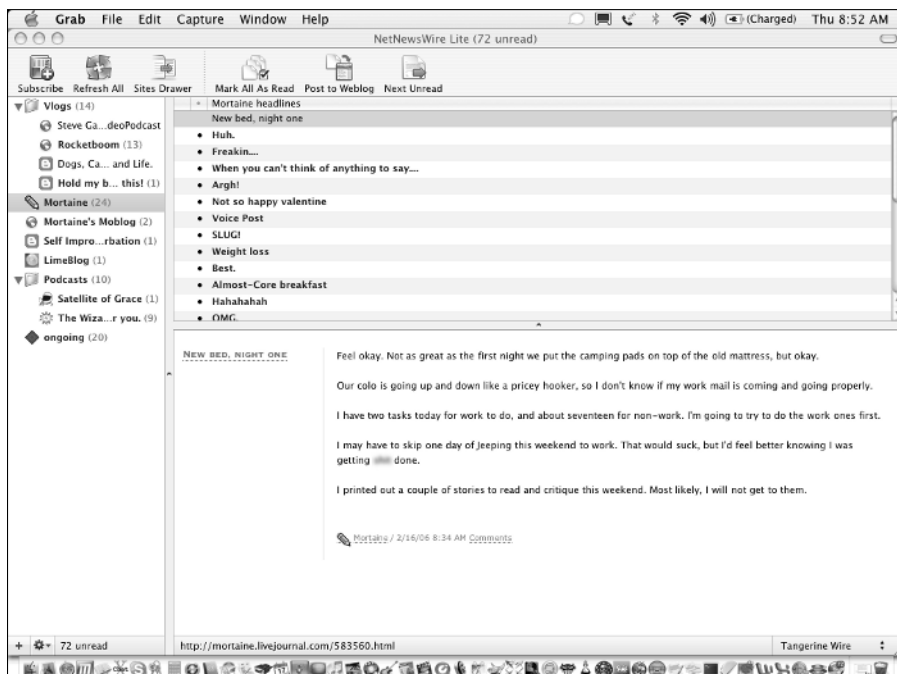 Grab File Edit Capture Window Help (Charged) Thu 8:52 AM
NetNewsWire Lite (72 unread)
Subscribe Refresh All Sites Drawer Mark All As Read Post to Weblog Next Unread
Vlogs (14)
Steve Ga...deoPodcast
Rocketboom (13)
Dogs, Ca... and Life.
Hold my b... this! (1)
Mortaine (24)
Mortaine's Moblog (2)
Self Impro...rbation (1)
LimeBlog (1)
Podcasts (10)
Satellite of Grace (1)
The Wiza...r you. (9)
ongoing (20)
Mortaine headlines
New bed, night one
Huh.
Freakin....
When you can't think of anything to say....
Argh!
Not so happy valentine
Voice Post
SLUG!
Weight loss
Best.
Almost-Core breakfast
Hahahahah
OMG.
New bed, night one
Feel okay. Not as great as the first night we put the camping pads on top of the old mattress, but okay.
Our colo is going up and down like a pricey hooker, so I don't know if my work mail is coming and going properly.
I have two tasks today for work to do, and about seventeen for non-work. I'm going to try to do the work ones first.
I may have to skip one day of Jeeping this weekend to work. That would suck, but I'd feel better knowing I was
getting done.
I printed out a couple of stories to read and critique this weekend. Most likely, I will not get to them.
Mortaine / 2/16/06 8:34 AM Comments
72 unread http://mortaine.livejournal.com/583560.html Tangerine Wire